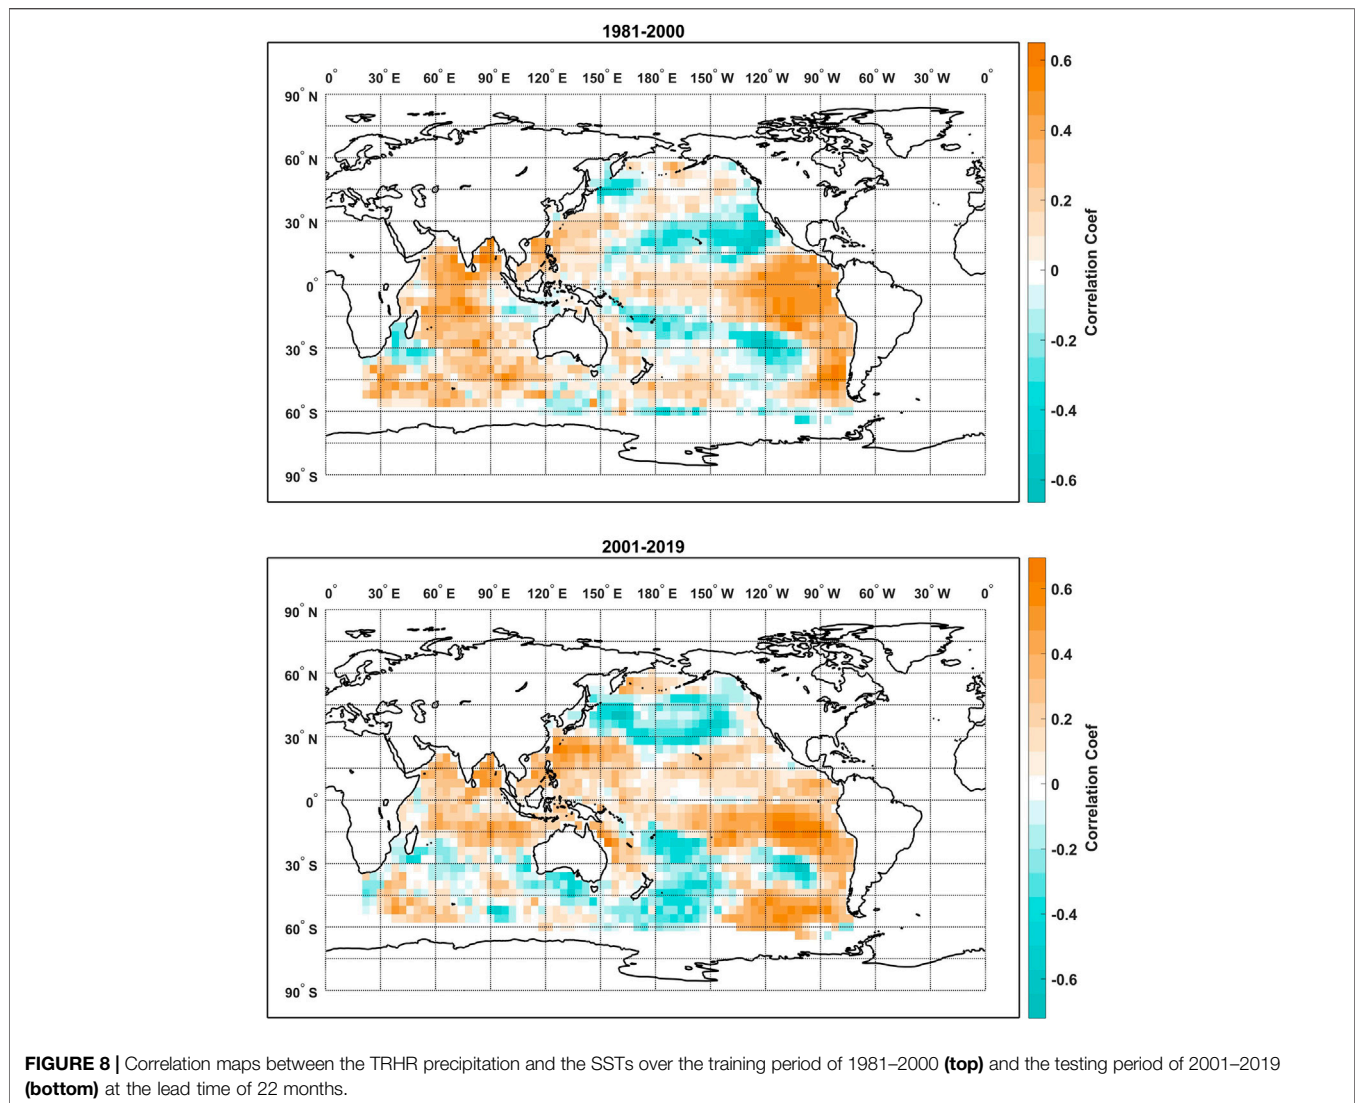 1981-2000
0° 30° E 60° E 90° E 120° E 150° E 180° E 150° W 120° W 90° W 60° W 30° W 0°
90° N
60° N
30° N
0°
30° S
60° S
90° S
0.6
0.4
0.2
0
-0.2
-0.4
-0.6
Correlation Coef
2001-2019
0° 30° E 60° E 90° E 120° E 150° E 180° E 150° W 120° W 90° W 60° W 30° W 0°
90° N
60° N
30° N
0°
30° S
60° S
90° S
0.6
0.4
0.2
0
-0.2
-0.4
-0.6
Correlation Coef
FIGURE 8 | Correlation maps between the TRHR precipitation and the SSTs over the training period of 1981–2000 (top) and the testing period of 2001–2019
(bottom) at the lead time of 22 months.